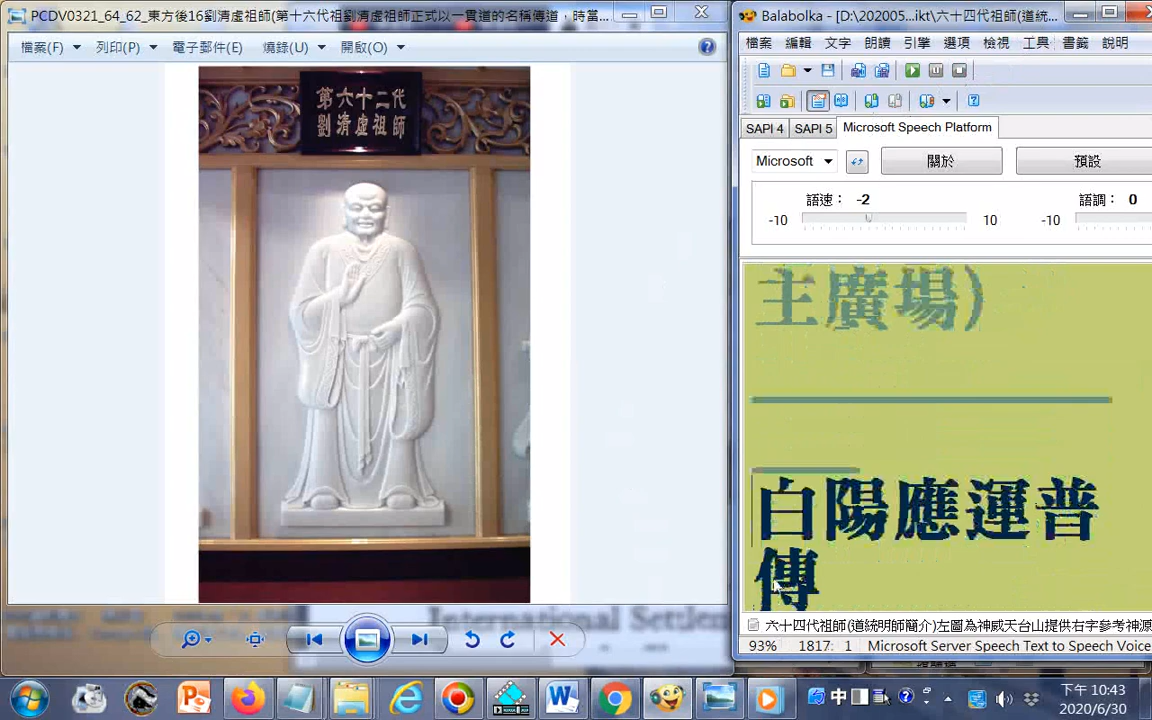 PCDV0321_64_62_東方後16劉清虛祖師(第十六代祖劉清虛祖師正式以一貫道的名稱傳道，時當...
檔案(F) 列印(P) 電子郵件(E) 燒錄(U) 開啟(O)
第六十二代
劉清虛祖師
International Settlem
Balabolka - [D:\202005...ikt\六十四代祖師(道統...
檔案 編輯 文字 朗讀 引擎 選項 檢視 工具 書籤 說明
SAPI 4 SAPI 5 Microsoft Speech Platform
Microsoft 關於 預設
語速： -2 語調： 0
-10 10 -10
主廣場)
白陽應運普
傳
六十四代祖師(道統明師簡介)左圖為神威天台山提供右字參考神源
93% 1817: 1 Microsoft Server Speech Text to Speech Voice
中
下午 10:43
2020/6/30